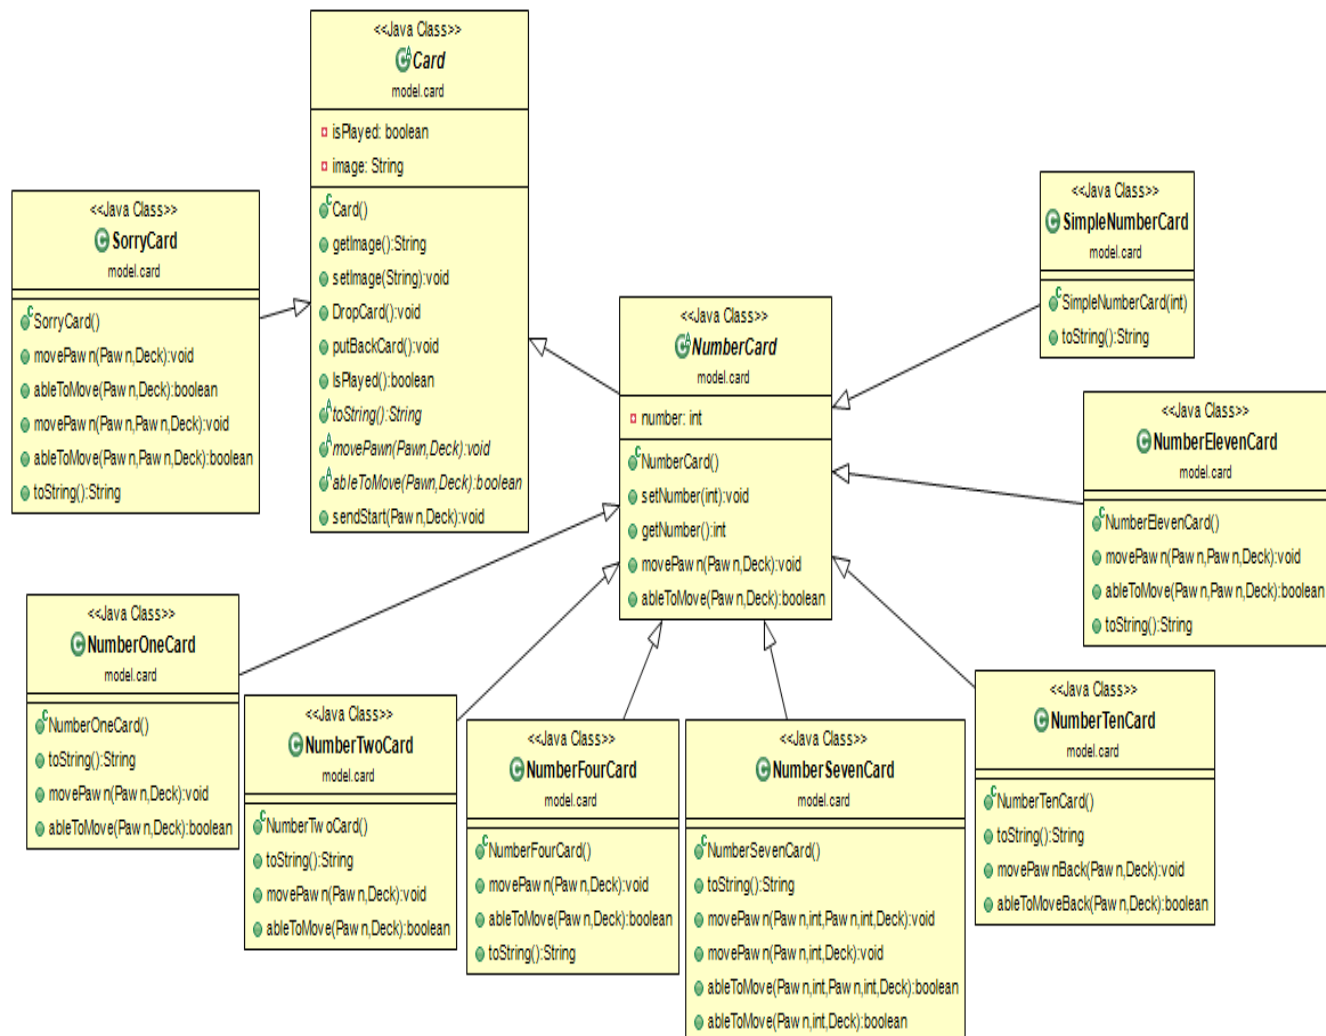 <<Java Class>>
Card
model.card
isPlayed: boolean
image: String
Card()
getImage():String
setImage(String):void
DropCard():void
putBackCard():void
IsPlayed():boolean
toString():String
movePawn(Pawn,Deck):void
ableToMove(Pawn,Deck):boolean
sendStart(Pawn,Deck):void
<<Java Class>>
SorryCard
model.card
SorryCard()
movePawn(Pawn,Deck):void
ableToMove(Pawn,Deck):boolean
movePawn(Pawn,Pawn,Deck):void
ableToMove(Pawn,Pawn,Deck):boolean
toString():String
<<Java Class>>
NumberCard
model.card
number: int
NumberCard()
setNumber(int):void
getNumber():int
movePawn(Pawn,Deck):void
ableToMove(Pawn,Deck):boolean
<<Java Class>>
SimpleNumberCard
model.card
SimpleNumberCard(int)
toString():String
<<Java Class>>
NumberElevenCard
model.card
NumberElevenCard()
movePawn(Pawn,Pawn,Deck):void
ableToMove(Pawn,Pawn,Deck):boolean
toString():String
<<Java Class>>
NumberOneCard
model.card
NumberOneCard()
toString():String
movePawn(Pawn,Deck):void
ableToMove(Pawn,Deck):boolean
<<Java Class>>
NumberTwoCard
model.card
NumberTwoCard()
toString():String
movePawn(Pawn,Deck):void
ableToMove(Pawn,Deck):boolean
<<Java Class>>
NumberFourCard
model.card
NumberFourCard()
movePawn(Pawn,Deck):void
ableToMove(Pawn,Deck):boolean
toString():String
<<Java Class>>
NumberSevenCard
model.card
NumberSevenCard()
toString():String
movePawn(Pawn,int,Pawn,int,Deck):void
movePawn(Pawn,int,Deck):void
ableToMove(Pawn,int,Pawn,int,Deck):boolean
ableToMove(Pawn,int,Deck):boolean
<<Java Class>>
NumberTenCard
model.card
NumberTenCard()
toString():String
movePawnBack(Pawn,Deck):void
ableToMoveBack(Pawn,Deck):boolean